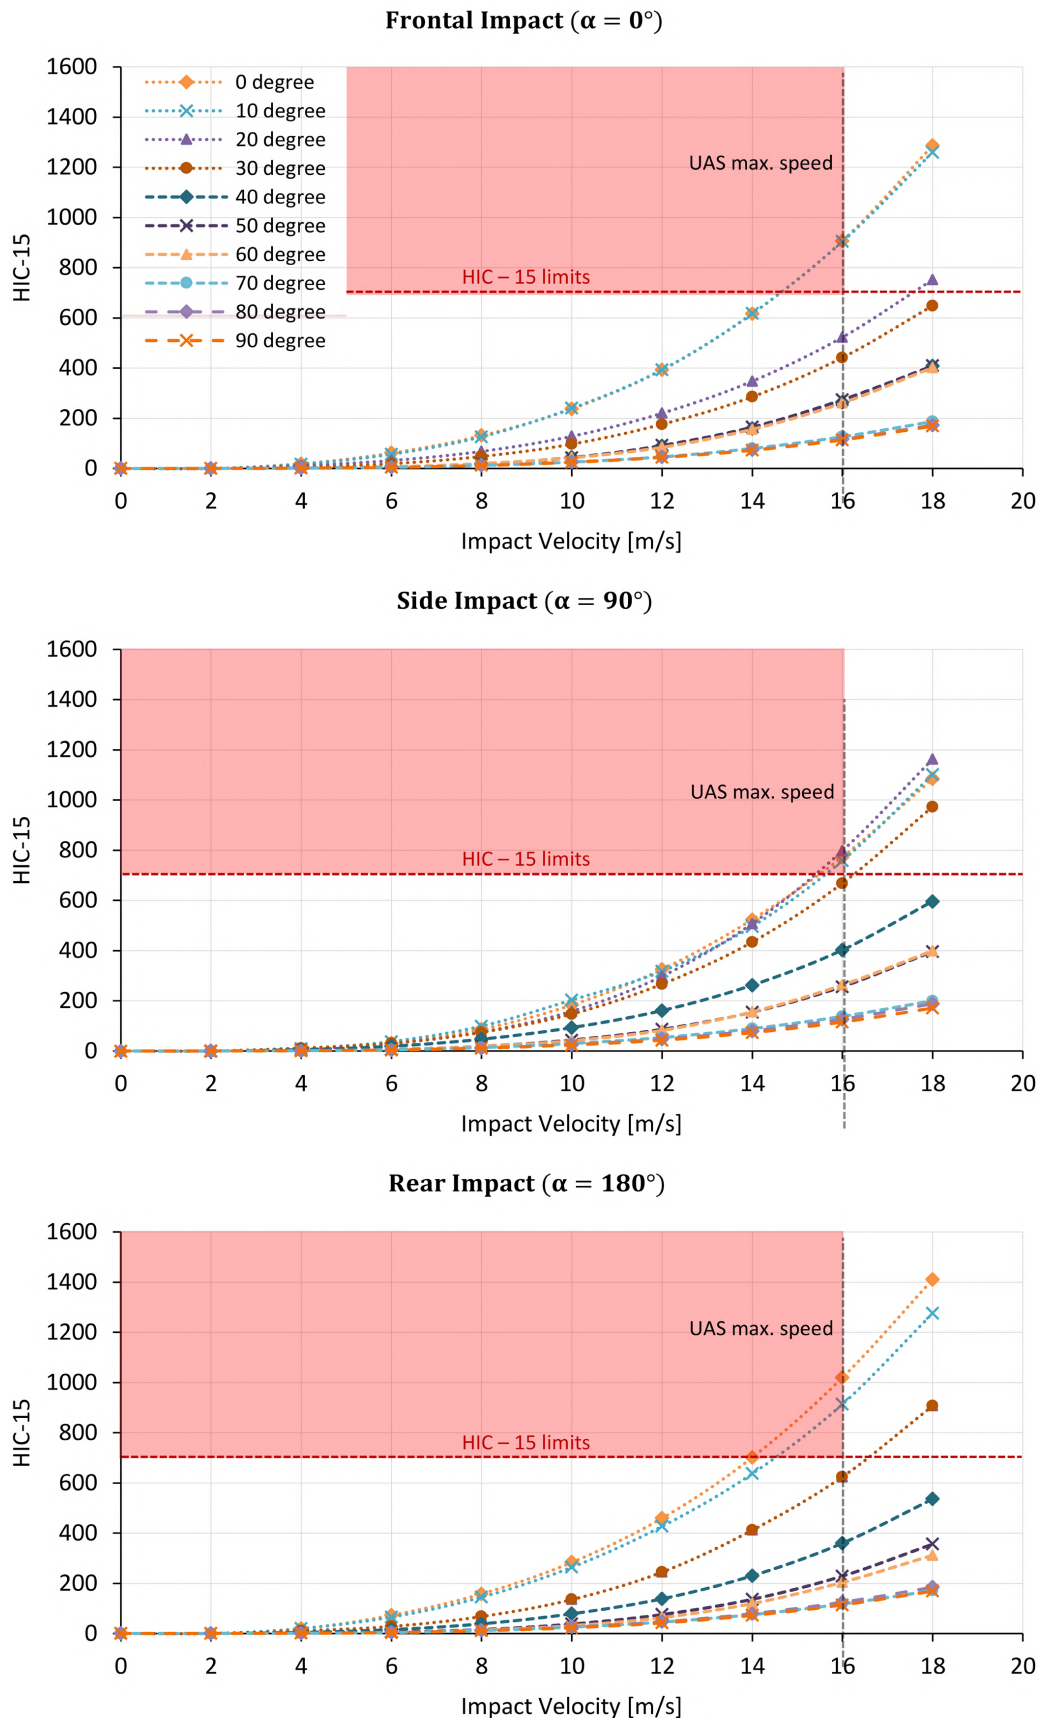 Frontal Impact (α = 0°)
1600
1400
1200
1000
800
600
400
200
0
HIC-15
0 degree
10 degree
20 degree
30 degree
40 degree
50 degree
60 degree
70 degree
80 degree
90 degree
UAS max. speed
HIC – 15 limits
0 2 4 6 8 10 12 14 16 18 20
Impact Velocity [m/s]
Side Impact (α = 90°)
1600
1400
1200
1000
800
600
400
200
0
HIC-15
UAS max. speed
HIC – 15 limits
0 2 4 6 8 10 12 14 16 18 20
Impact Velocity [m/s]
Rear Impact (α = 180°)
1600
1400
1200
1000
800
600
400
200
0
HIC-15
UAS max. speed
HIC – 15 limits
0 2 4 6 8 10 12 14 16 18 20
Impact Velocity [m/s]